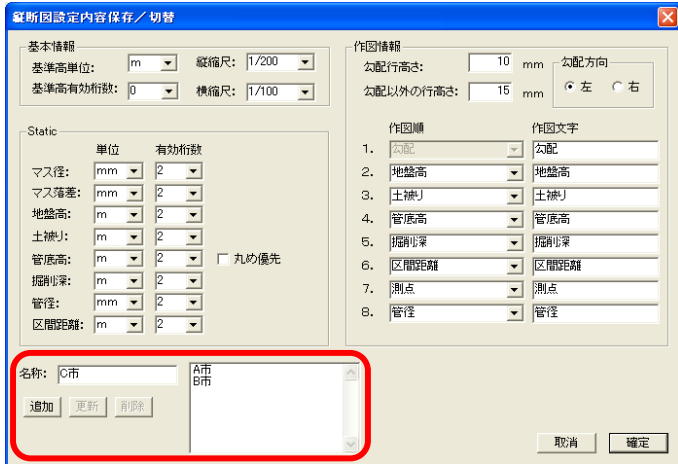 縦断図設定内容保存／切替
基本情報
基準高単位: m 縦縮尺: 1/200
基準高有効桁数: 0 横縮尺: 1/100
Static
単位 有効桁数
マス径: mm 2
マス落差: mm 2
地盤高: m 2
土被り: m 2
管底高: m 2 丸め優先
掘削深: m 2
管径: mm 2
区間距離: m 2
作図情報
勾配行高さ: 10 mm
勾配以外の行高さ: 15 mm
勾配方向
左 右
作図順 作図文字
1. 勾配 勾配
2. 地盤高 地盤高
3. 土被り 土被り
4. 管底高 管底高
5. 掘削深 掘削深
6. 区間距離 区間距離
7. 測点 測点
8. 管径 管径
名称: C市
追加 更新 削除
A市
B市
取消 確定